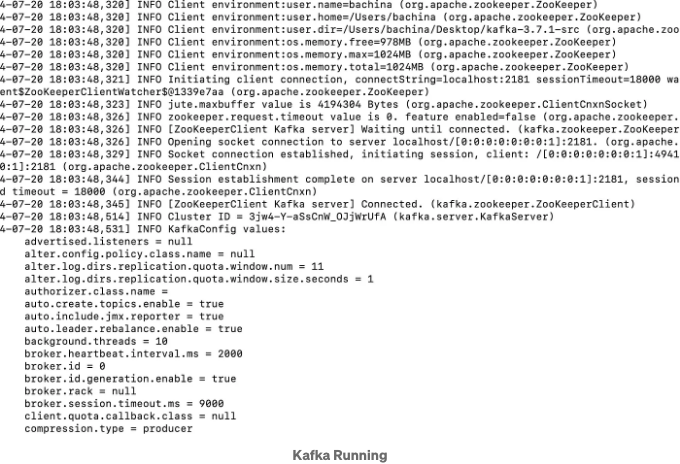 4-07-20 18:03:48,320] INFO Client environment:user.name=bachina (org.apache.zookeeper.ZooKeeper)
4-07-20 18:03:48,320] INFO Client environment:user.home=/Users/bachina (org.apache.zookeeper.ZooKeeper)
4-07-20 18:03:48,320] INFO Client environment:user.dir=/Users/bachina/Desktop/kafka-3.7.1-src (org.apache.zoo
4-07-20 18:03:48,320] INFO Client environment:os.memory.free=978MB (org.apache.zookeeper.ZooKeeper)
4-07-20 18:03:48,320] INFO Client environment:os.memory.max=1024MB (org.apache.zookeeper.ZooKeeper)
4-07-20 18:03:48,320] INFO Client environment:os.memory.total=1024MB (org.apache.zookeeper.ZooKeeper)
4-07-20 18:03:48,321] INFO Initiating client connection, connectString=localhost:2181 sessionTimeout=18000 wa
ent$ZooKeeperClientWatcher$@1339e7aa (org.apache.zookeeper.ZooKeeper)
4-07-20 18:03:48,323] INFO jute.maxbuffer value is 4194304 Bytes (org.apache.zookeeper.ClientCnxnSocket)
4-07-20 18:03:48,326] INFO zookeeper.request.timeout value is 0. feature enabled=false (org.apache.zookeeper.
4-07-20 18:03:48,326] INFO [ZooKeeperClient Kafka server] Waiting until connected. (kafka.zookeeper.ZooKeeper
4-07-20 18:03:48,326] INFO Opening socket connection to server localhost/[0:0:0:0:0:0:0:1]:2181. (org.apache.
4-07-20 18:03:48,329] INFO Socket connection established, initiating session, client: /[0:0:0:0:0:0:0:1]:4941
0:1]:2181 (org.apache.zookeeper.ClientCnxn)
4-07-20 18:03:48,344] INFO Session establishment complete on server localhost/[0:0:0:0:0:0:0:1]:2181, session
d timeout = 18000 (org.apache.zookeeper.ClientCnxn)
4-07-20 18:03:48,345] INFO [ZooKeeperClient Kafka server] Connected. (kafka.zookeeper.ZooKeeperClient)
4-07-20 18:03:48,514] INFO Cluster ID = 3jw4-Y-aSsCnW_OJjWrUfA (kafka.server.KafkaServer)
4-07-20 18:03:48,531] INFO KafkaConfig values:
advertised.listeners = null
alter.config.policy.class.name = null
alter.log.dirs.replication.quota.window.num = 11
alter.log.dirs.replication.quota.window.size.seconds = 1
authorizer.class.name =
auto.create.topics.enable = true
auto.include.jmx.reporter = true
auto.leader.rebalance.enable = true
background.threads = 10
broker.heartbeat.interval.ms = 2000
broker.id = 0
broker.id.generation.enable = true
broker.rack = null
broker.session.timeout.ms = 9000
client.quota.callback.class = null
compression.type = producer
Kafka Running